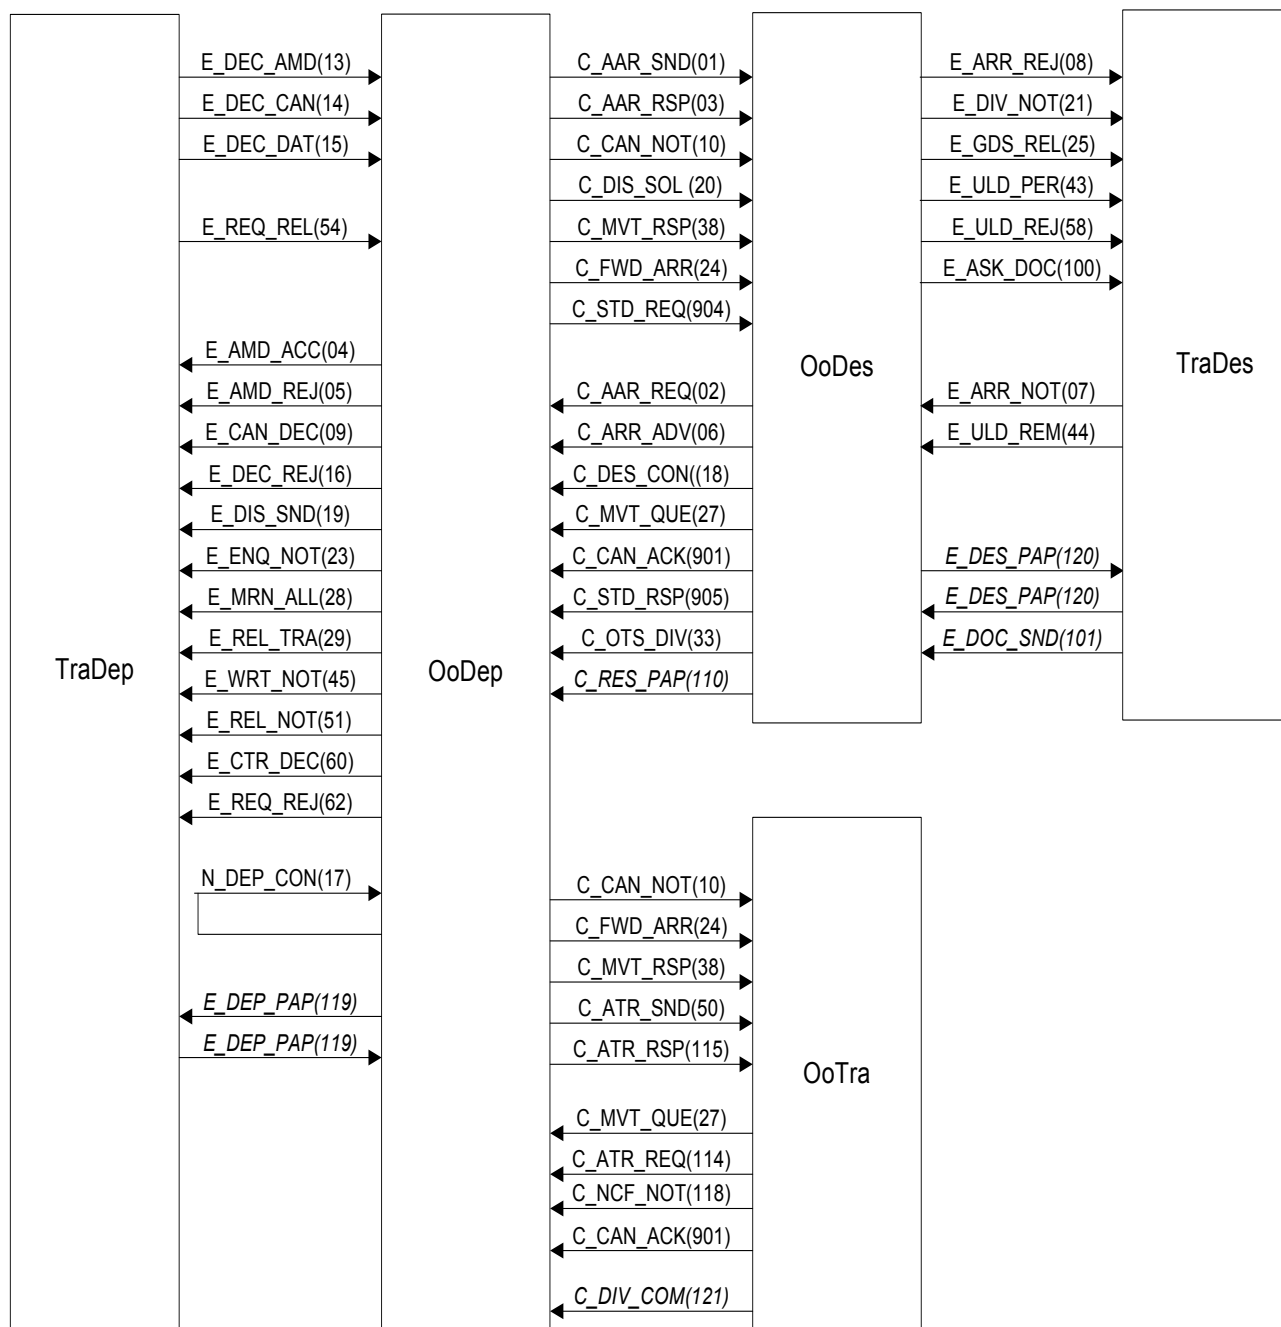 E_DEC_AMD(13)
E_DEC_CAN(14)
E_DEC_DAT(15)
E_REQ_REL(54)
E_AMD_ACC(04)
E_AMD_REJ(05)
E_CAN_DEC(09)
E_DEC_REJ(16)
E_DIS_SND(19)
E_ENQ_NOT(23)
E_MRN_ALL(28)
E_REL_TRA(29)
E_WRT_NOT(45)
E_REL_NOT(51)
E_CTR_DEC(60)
E_REQ_REJ(62)
N_DEP_CON(17)
E_DEP_PAP(119)
E_DEP_PAP(119)
TraDep
OoDep
C_AAR_SND(01)
C_AAR_RSP(03)
C_CAN_NOT(10)
C_DIS_SOL (20)
C_MVT_RSP(38)
C_FWD_ARR(24)
C_STD_REQ(904)
C_AAR_REQ(02)
C_ARR_ADV(06)
C_DES_CON((18)
C_MVT_QUE(27)
C_CAN_ACK(901)
C_STD_RSP(905)
C_OTS_DIV(33)
C_RES_PAP(110)
OoDes
E_ARR_REJ(08)
E_DIV_NOT(21)
E_GDS_REL(25)
E_ULD_PER(43)
E_ULD_REJ(58)
E_ASK_DOC(100)
E_ARR_NOT(07)
E_ULD_REM(44)
E_DES_PAP(120)
E_DES_PAP(120)
E_DOC_SND(101)
TraDes
C_CAN_NOT(10)
C_FWD_ARR(24)
C_MVT_RSP(38)
C_ATR_SND(50)
C_ATR_RSP(115)
C_MVT_QUE(27)
C_ATR_REQ(114)
C_NCF_NOT(118)
C_CAN_ACK(901)
C_DIV_COM(121)
OoTra